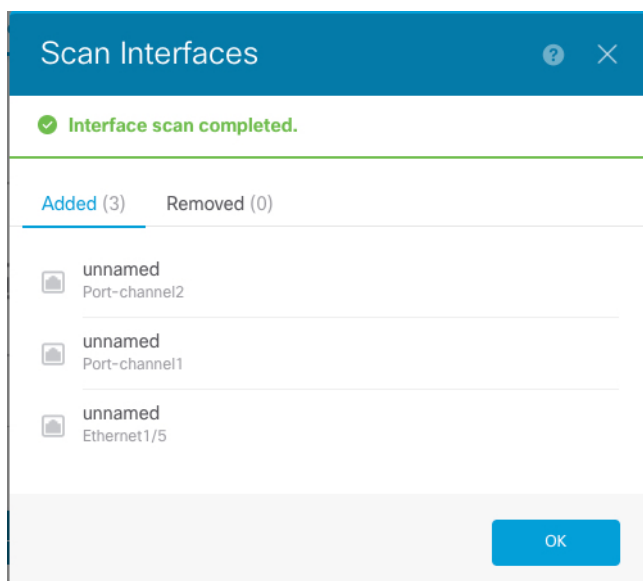 Scan Interfaces
?
Interface scan completed.
Added (3) Removed (0)
unnamed
Port-channel2
unnamed
Port-channel1
unnamed
Ethernet1/5
OK